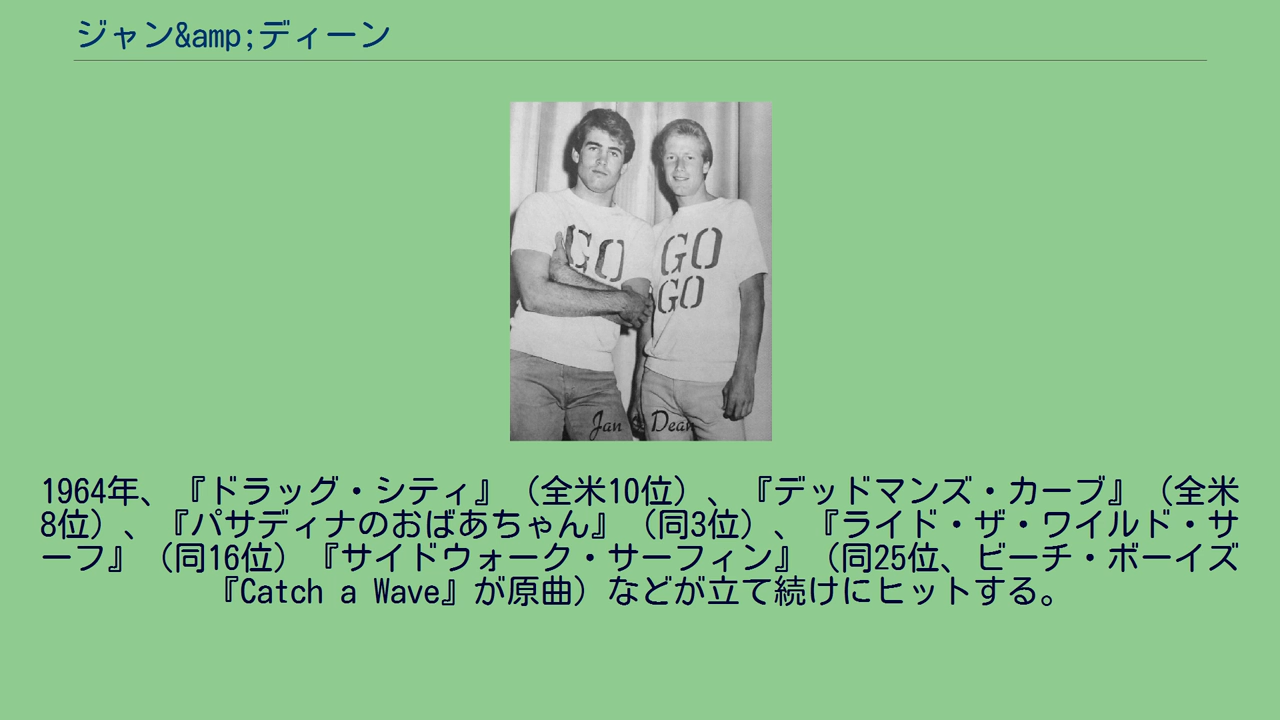 ジャン&amp;ディーン
GO
GO
GO
Jan & Dean
1964年、『ドラッグ・シティ』（全米10位）、『デッドマンズ・カーブ』（全米
8位）、『パサディナのおばあちゃん』（同3位）、『ライド・ザ・ワイルド・サ
ーフ』（同16位）『サイドウォーク・サーフィン』（同25位、ビーチ・ボーイズ
『Catch a Wave』が原曲）などが立て続けにヒットする。